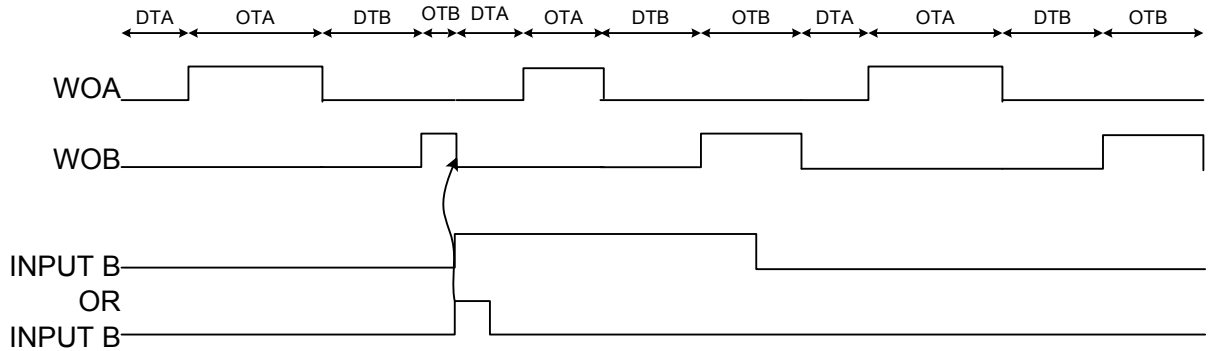 DTA OTA DTB OTB DTA OTA DTB OTB DTA OTA DTB OTB
WOA
WOB
INPUT B
OR
INPUT B